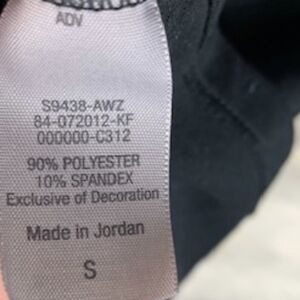 ADV
S9438-AWZ
84-072012-KF
000000-C312
90% POLYESTER
10% SPANDEX
Exclusive of Decoration
Made in Jordan
S